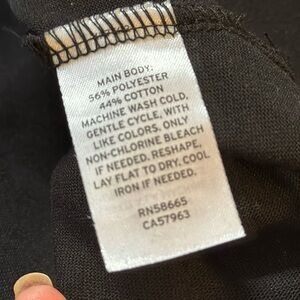 MAIN BODY:
56% POLYESTER
44% COTTON
MACHINE WASH COLD,
GENTLE CYCLE, WITH
LIKE COLORS. ONLY
NON-CHLORINE BLEACH
IF NEEDED. RESHAPE,
LAY FLAT TO DRY. COOL
IRON IF NEEDED.
RN58665
CA57963